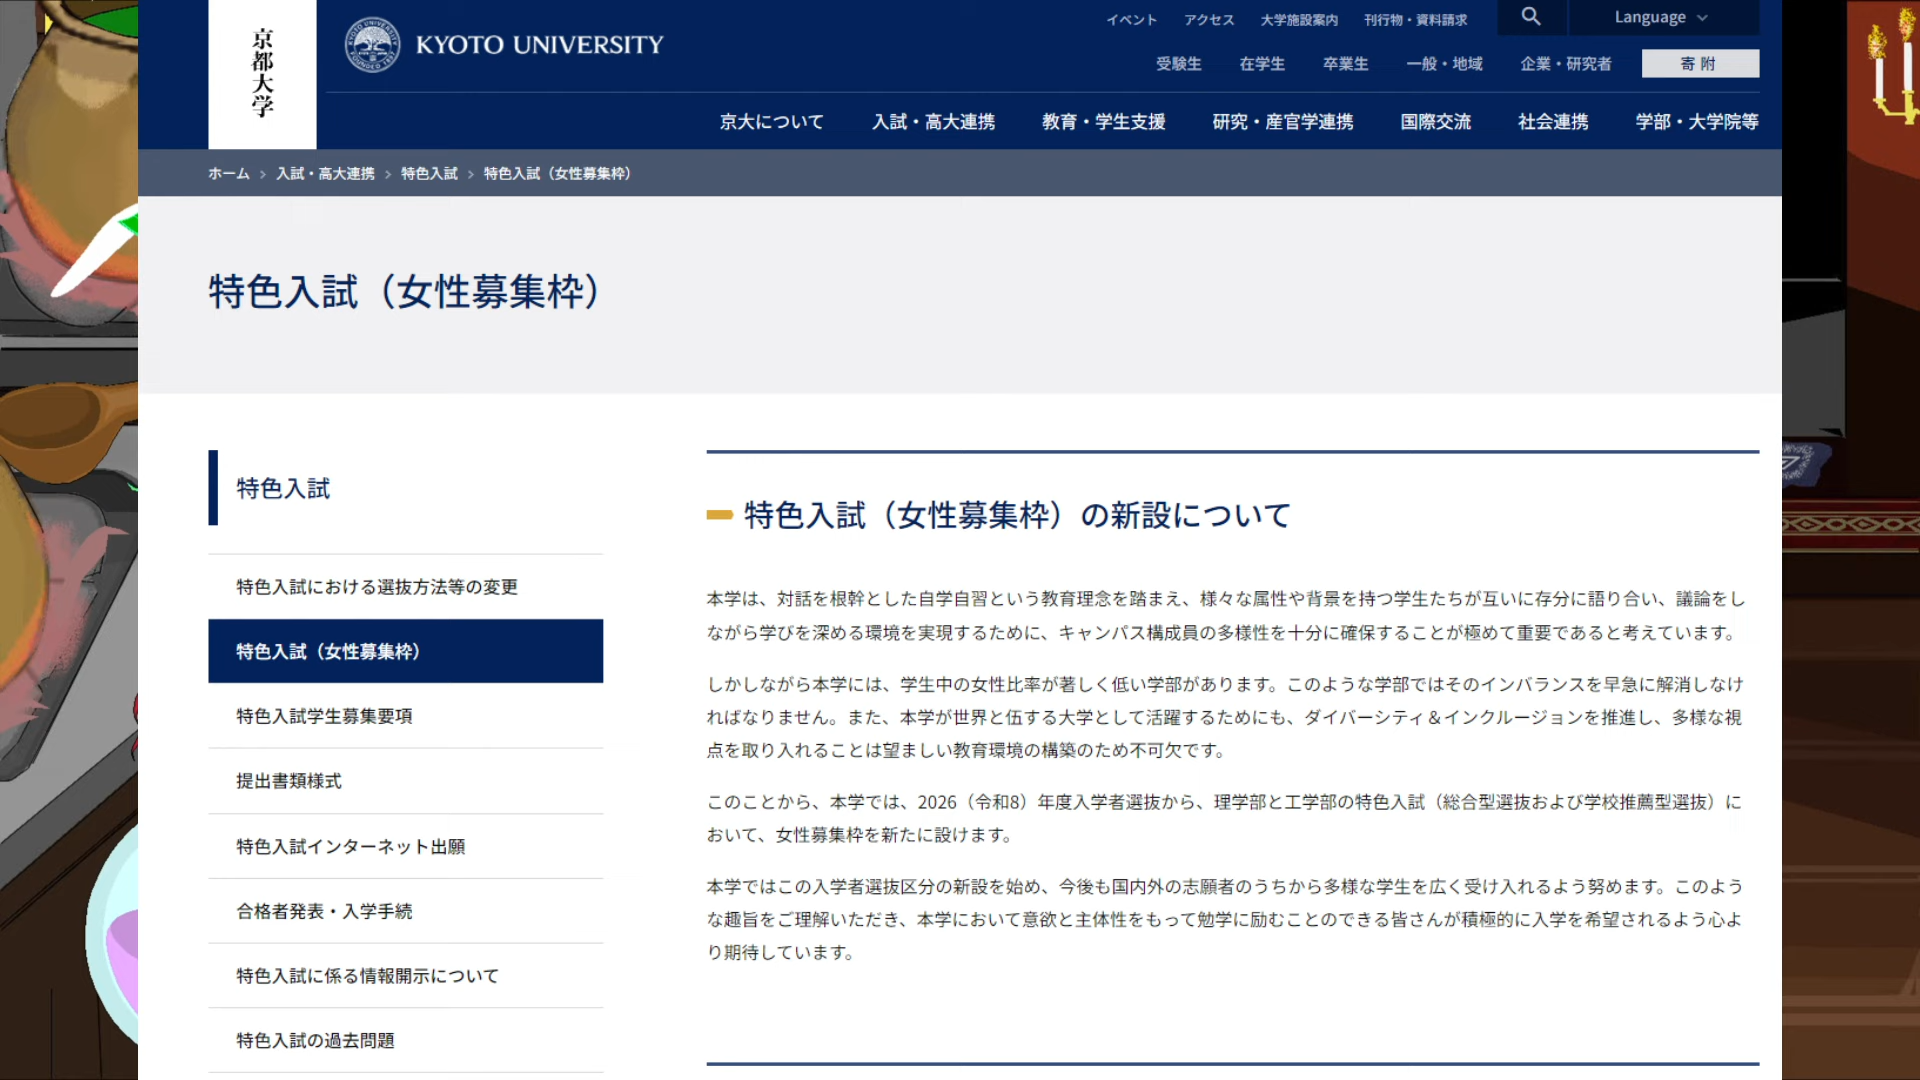 京都大学
KYOTO UNIVERSITY
イベント アクセス 大学施設案内 刊行物・資料請求 Language
受験生 在学生 卒業生 一般・地域 企業・研究者 寄附
京大について 入試・高大連携 教育・学生支援 研究・産官学連携 国際交流 社会連携 学部・大学院等
ホーム > 入試・高大連携 > 特色入試 > 特色入試（女性募集枠）
特色入試（女性募集枠）
特色入試
特色入試における選抜方法等の変更
特色入試（女性募集枠）
特色入試学生募集要項
提出書類様式
特色入試インターネット出願
合格者発表・入学手続
特色入試に係る情報開示について
特色入試の過去問題
特色入試（女性募集枠）の新設について
本学は、対話を根幹とした自学自習という教育理念を踏まえ、様々な属性や背景を持つ学生たちが互いに存分に語り合い、議論をし
ながら学びを深める環境を実現するために、キャンパス構成員の多様性を十分に確保することが極めて重要であると考えています。
しかしながら本学には、学生中の女性比率が著しく低い学部があります。このような学部ではそのインバランスを早急に解消しなけ
ればなりません。また、本学が世界と伍する大学として活躍するためにも、ダイバーシティ＆インクルージョンを推進し、多様な視
点を取り入れることは望ましい教育環境の構築のため不可欠です。
このことから、本学では、2026（令和8）年度入学者選抜から、理学部と工学部の特色入試（総合型選抜および学校推薦型選抜）に
おいて、女性募集枠を新たに設けます。
本学ではこの入学者選抜区分の新設を始め、今後も国内外の志願者のうちから多様な学生を広く受け入れるよう努めます。このよう
な趣旨をご理解いただき、本学において意欲と主体性をもって勉学に励むことのできる皆さんが積極的に入学を希望されるよう心よ
り期待しています。